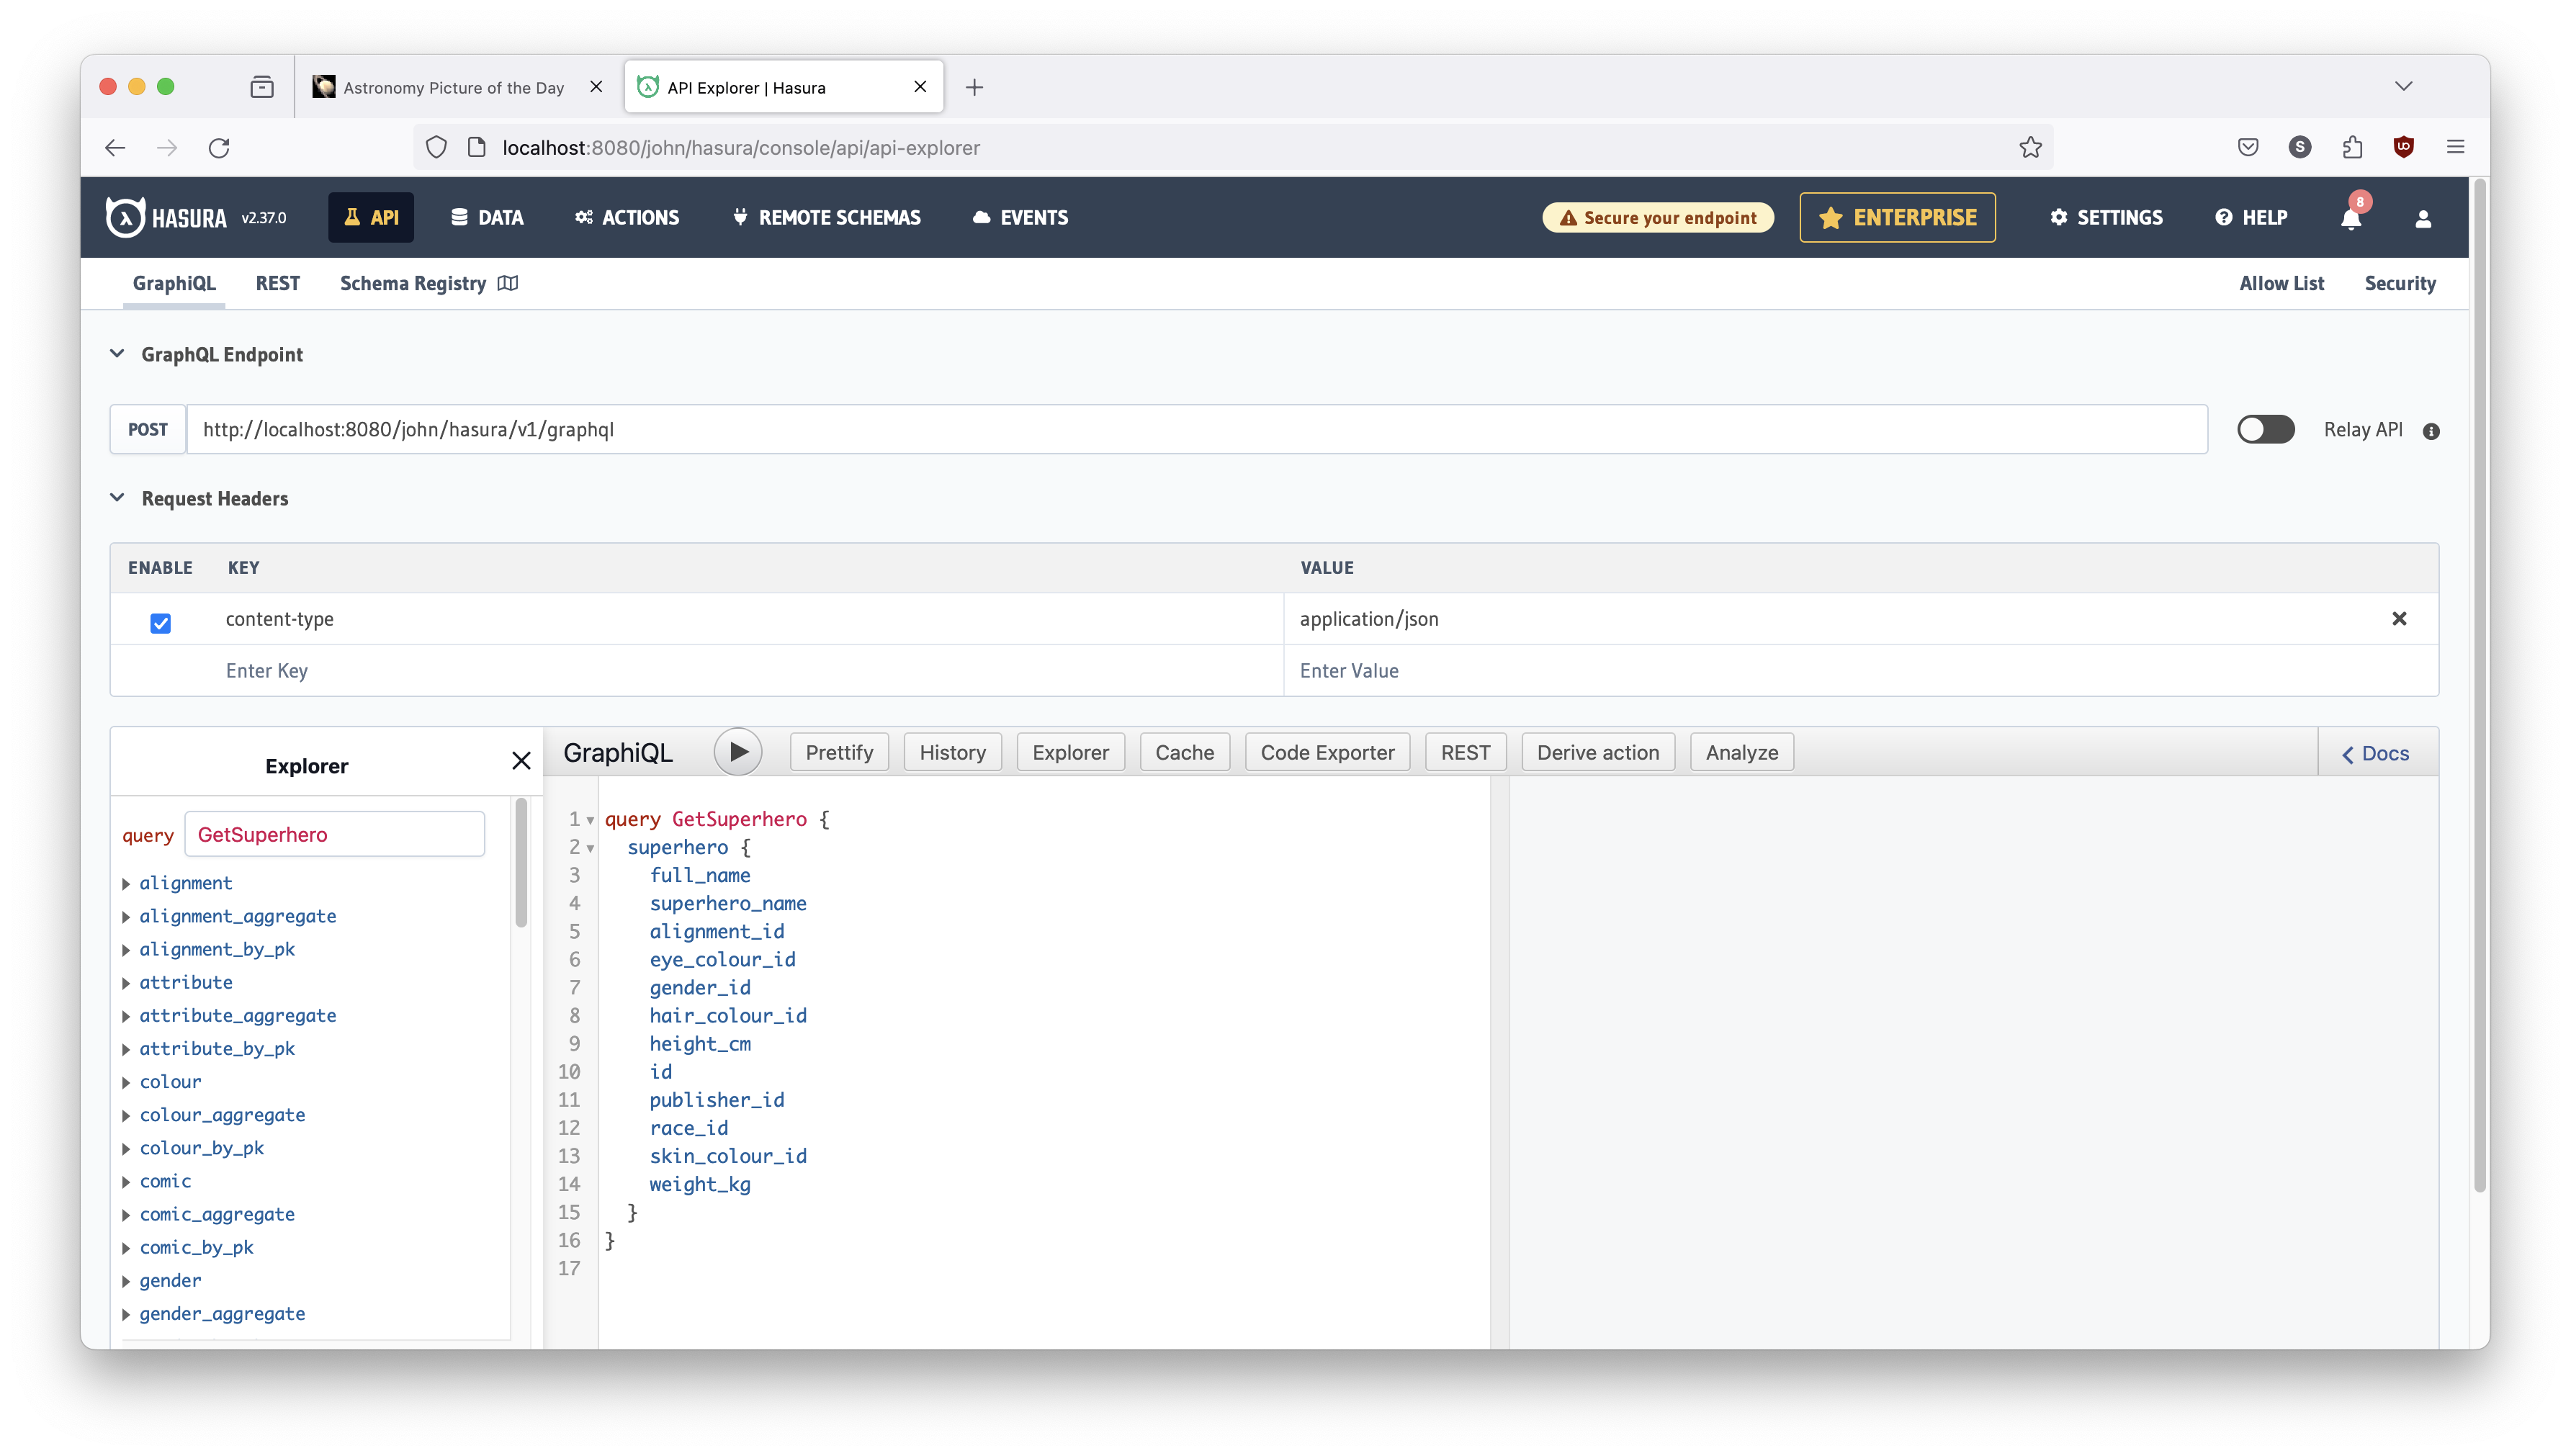 Astronomy Picture of the Day
API Explorer | Hasura
localhost:8080/john/hasura/console/api/api-explorer
S
HASURA v2.37.0
API
DATA
ACTIONS
REMOTE SCHEMAS
EVENTS
Secure your endpoint
ENTERPRISE
SETTINGS
HELP
8
GraphiQL
REST
Schema Registry
Allow List
Security
GraphQL Endpoint
POST
http://localhost:8080/john/hasura/v1/graphql
Relay API
Request Headers
ENABLE KEY VALUE
content-type application/json
Enter Key Enter Value
Explorer
GraphiQL
Prettify
History
Explorer
Cache
Code Exporter
REST
Derive action
Analyze
Docs
query GetSuperhero
alignment
alignment_aggregate
alignment_by_pk
attribute
attribute_aggregate
attribute_by_pk
colour
colour_aggregate
colour_by_pk
comic
comic_aggregate
comic_by_pk
gender
gender_aggregate
1 query GetSuperhero {
2 superhero {
3 full_name
4 superhero_name
5 alignment_id
6 eye_colour_id
7 gender_id
8 hair_colour_id
9 height_cm
10 id
11 publisher_id
12 race_id
13 skin_colour_id
14 weight_kg
15 }
16 }
17